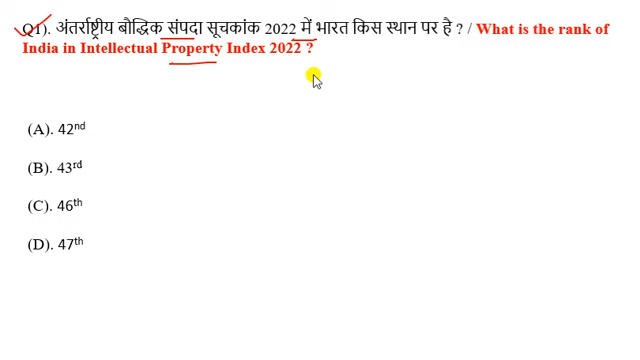 Q1). अंतर्राष्ट्रीय बौद्धिक संपदा सूचकांक 2022 में भारत किस स्थान पर है ? / What is the rank of
India in Intellectual Property Index 2022 ?
(A). 42nd
(B). 43rd
(C). 46th
(D). 47th